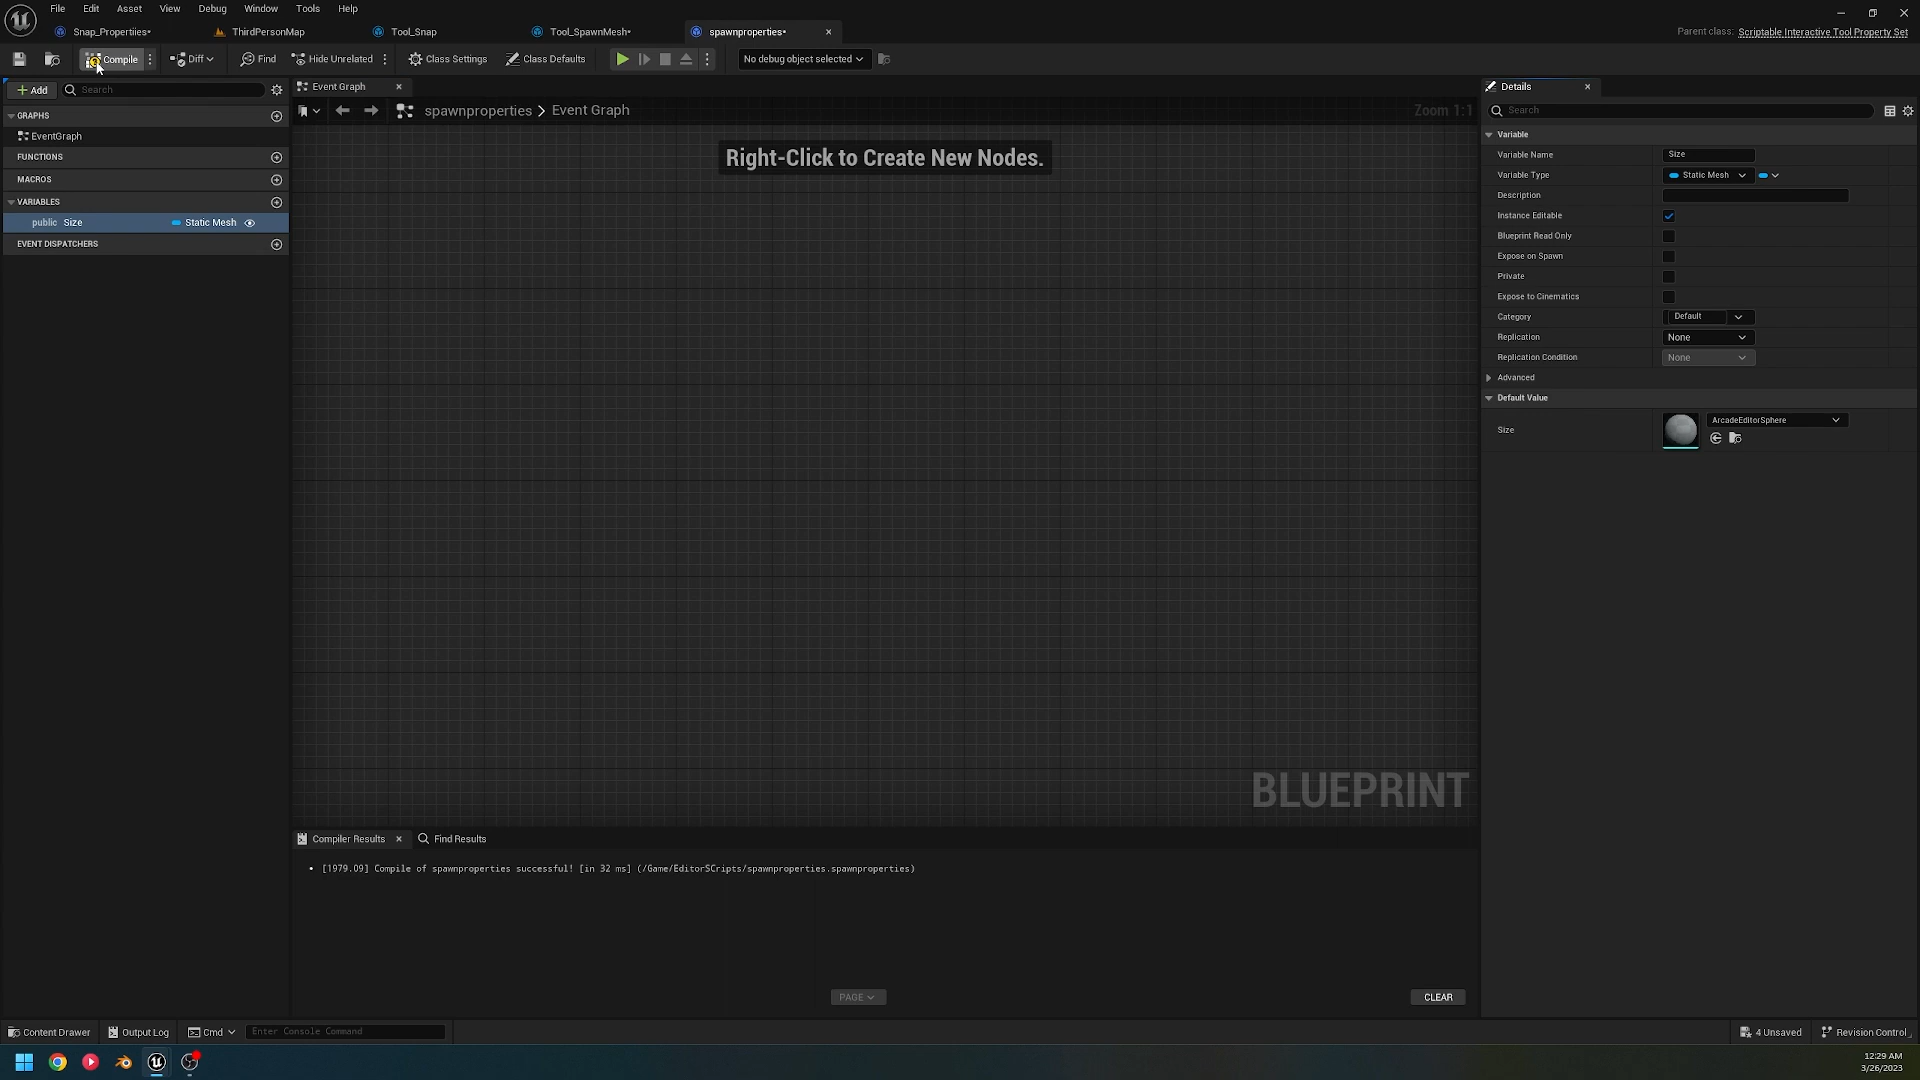 File Edit Asset View Debug Window Tools Help
Snap_Propertiies• ThirdPersonMap Tool_Snap Tool_SpawnMesh• spawnproperties• Parent class: Scriptable Interactive Tool Property Set
Compile Diff Find Hide Unrelated Class Settings Class Defaults No debug object selected
Add Search Event Graph Details
spawnproperties > Event Graph Zoom 1:1 Search
GRAPHS
EventGraph
FUNCTIONS
MACROS
VARIABLES
public Size Static Mesh
EVENT DISPATCHERS
Right-Click to Create New Nodes.
BLUEPRINT
Variable
Variable Name Size
Variable Type Static Mesh
Description
Instance Editable
Blueprint Read Only
Expose on Spawn
Private
Expose to Cinematics
Category Default
Replication None
Replication Condition None
Advanced
Default Value
Size ArcadeEditorSphere
Compiler Results Find Results
• [1979.09] Compile of spawnproperties successful! [in 32 ms] (/Game/EditorSCripts/spawnproperties.spawnproperties)
PAGE CLEAR
Content Drawer Output Log Cmd Enter Console Command 4 Unsaved Revision Control
12:29 AM
3/26/2023